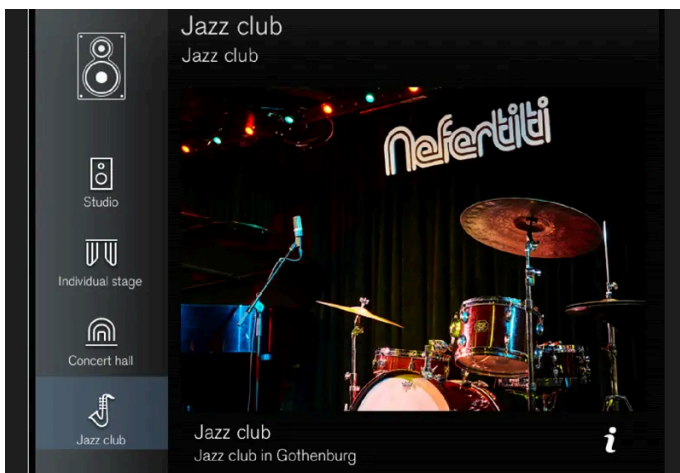 Jazz club
Jazz club
Nefertiti
Studio
Individual stage
Concert hall
Jazz club
Jazz club
Jazz club in Gothenburg
i